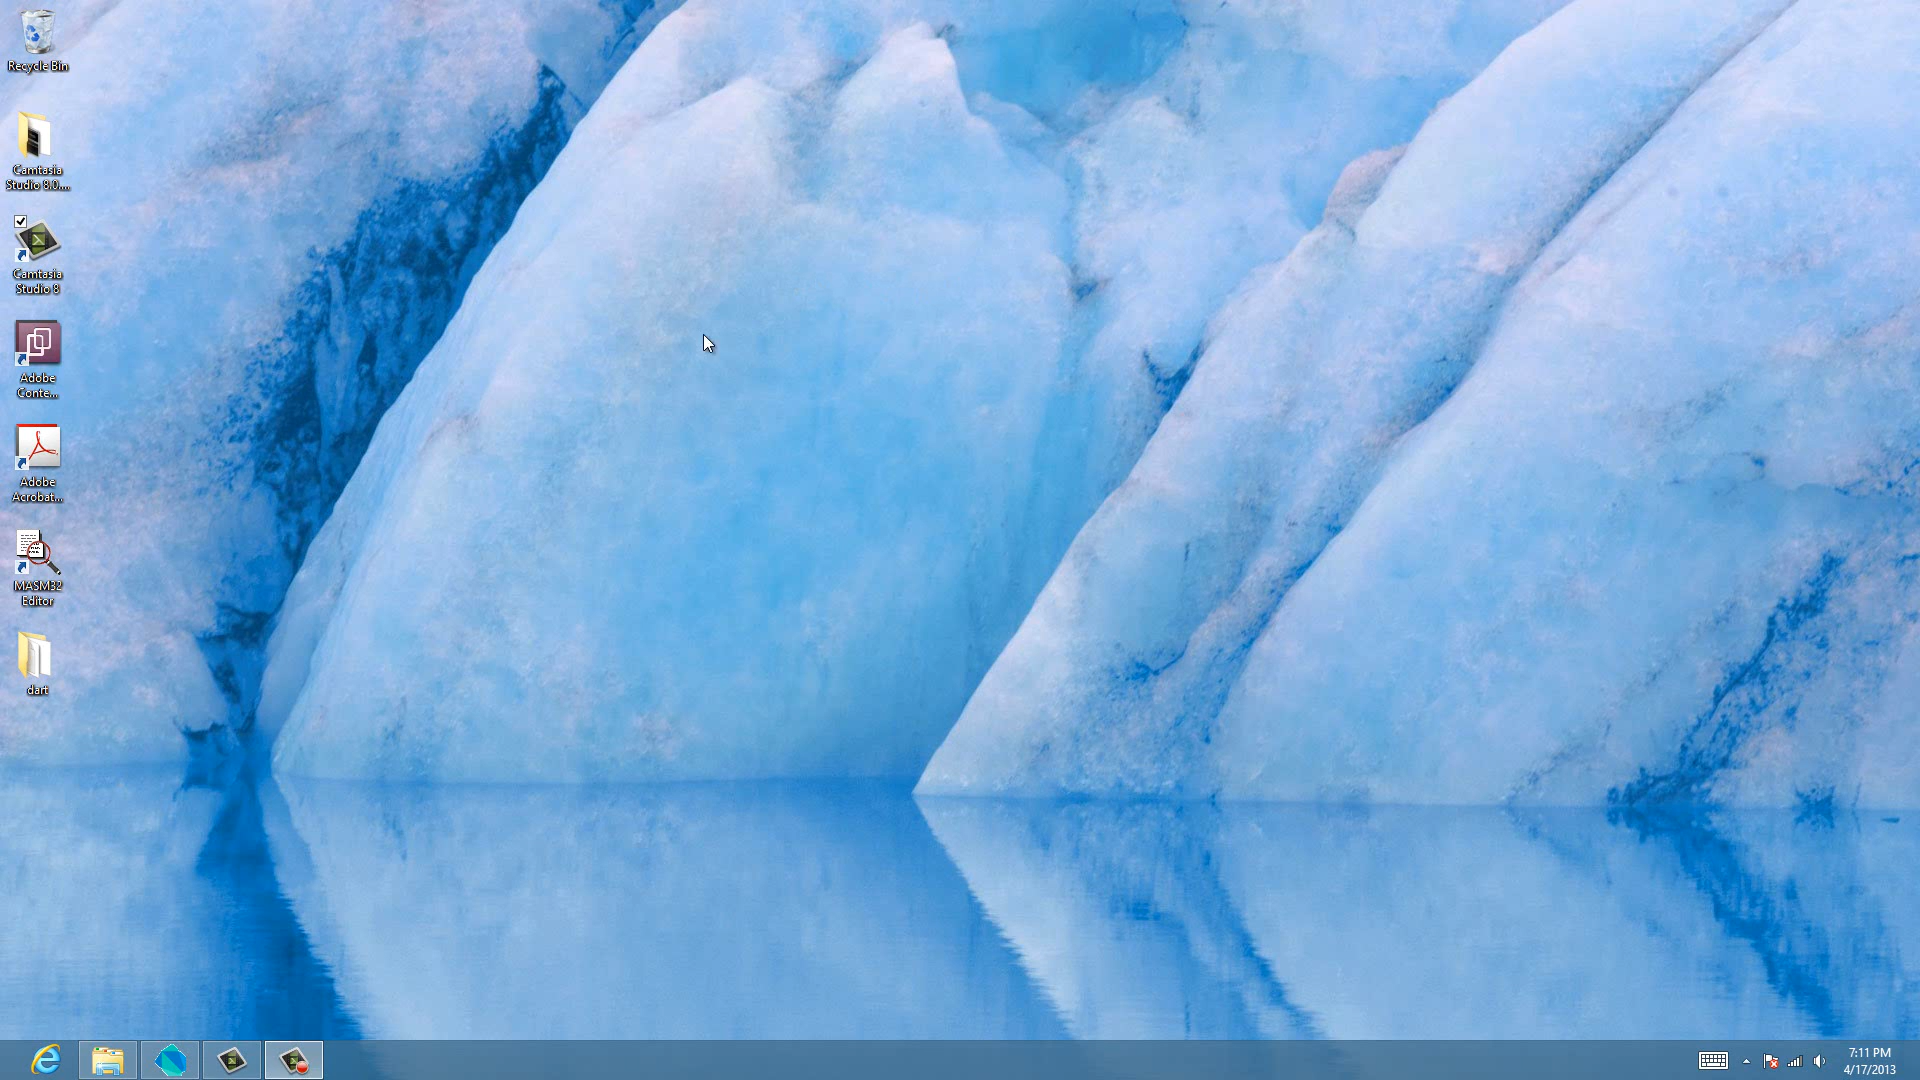 Recycle Bin
Camtasia
Studio 8.0....
Camtasia
Studio 8
Adobe
Conte...
Adobe
Acrobat...
MASM32
Editor
dart
7:11 PM
4/17/2013